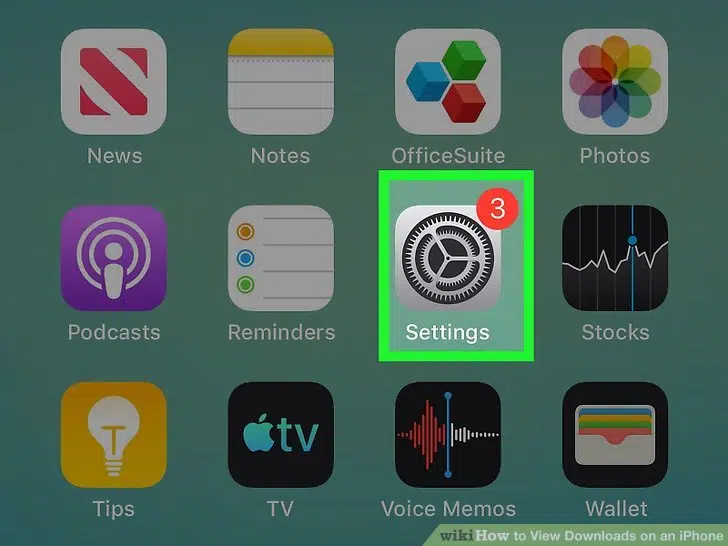 News Notes OfficeSuite Photos
3
Podcasts Reminders Settings Stocks
T
tv
Tips TV Voice Memos Wallet
wikiHow to View Downloads on an iPhone